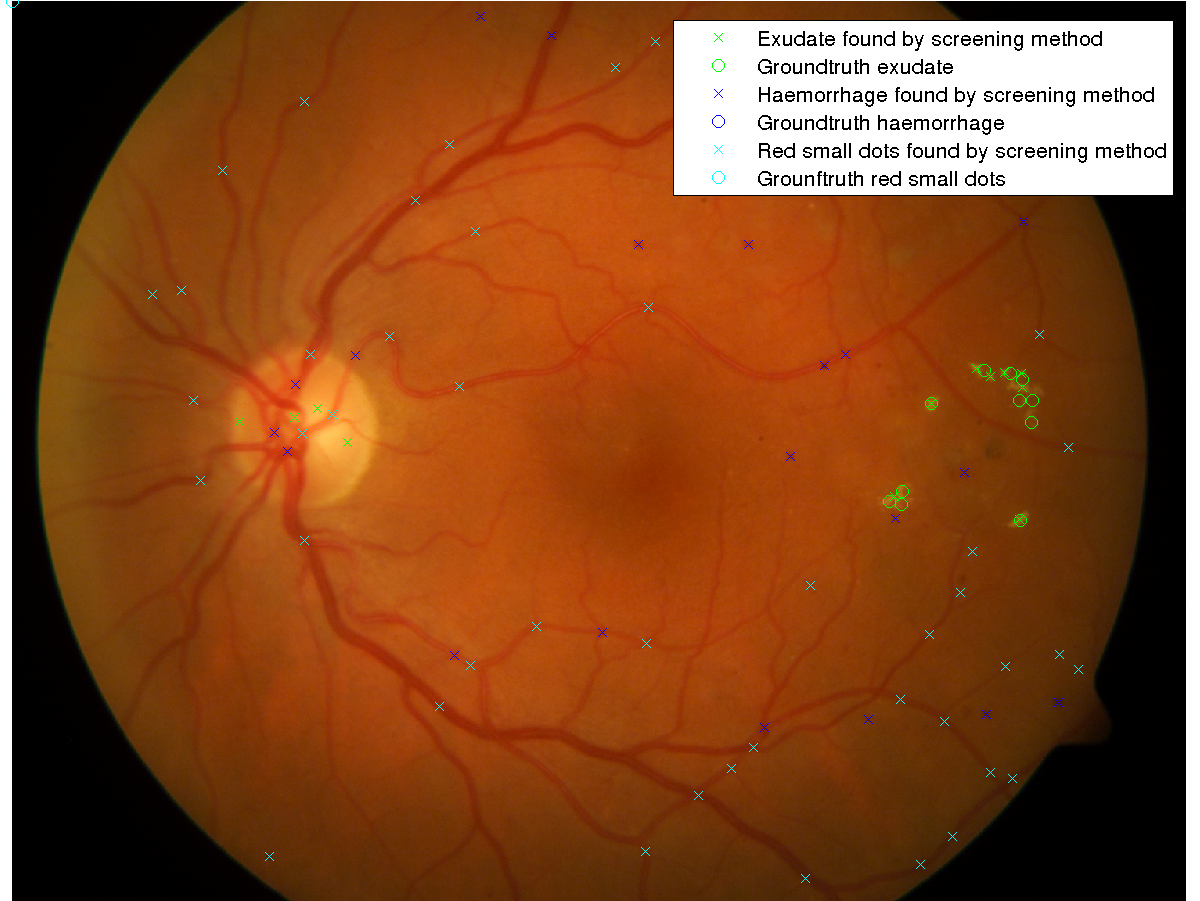 Exudate found by screening method
Groundtruth exudate
Haemorrhage found by screening method
Groundtruth haemorrhage
Red small dots found by screening method
Grounftruth red small dots